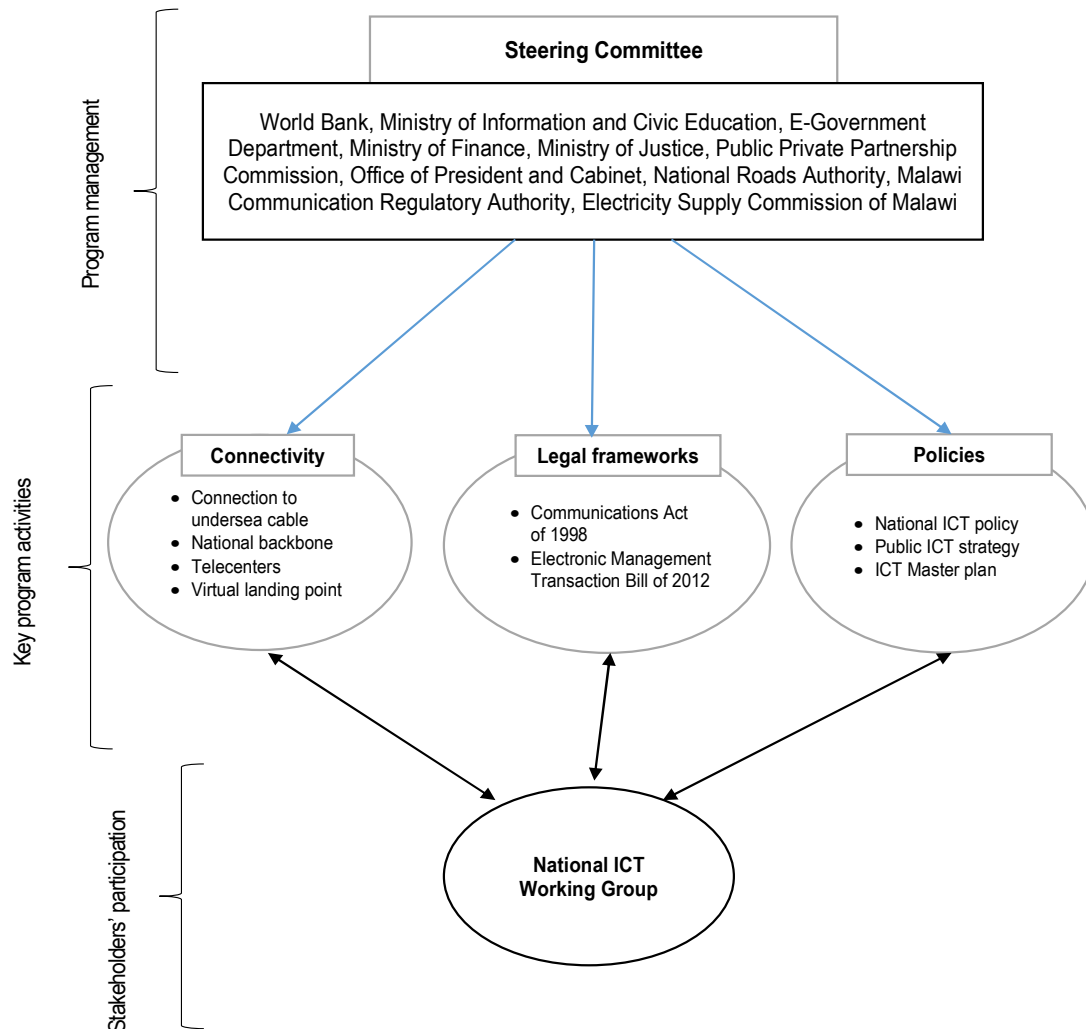 Program management
Steering Committee
World Bank, Ministry of Information and Civic Education, E-Government
Department, Ministry of Finance, Ministry of Justice, Public Private Partnership
Commission, Office of President and Cabinet, National Roads Authority, Malawi
Communication Regulatory Authority, Electricity Supply Commission of Malawi
Key program activities
Connectivity
• Connection to
undersea cable
• National backbone
• Telecenters
• Virtual landing point
Legal frameworks
• Communications Act
of 1998
• Electronic Management
Transaction Bill of 2012
Policies
• National ICT policy
• Public ICT strategy
• ICT Master plan
Stakeholders’ participation
National ICT
Working Group